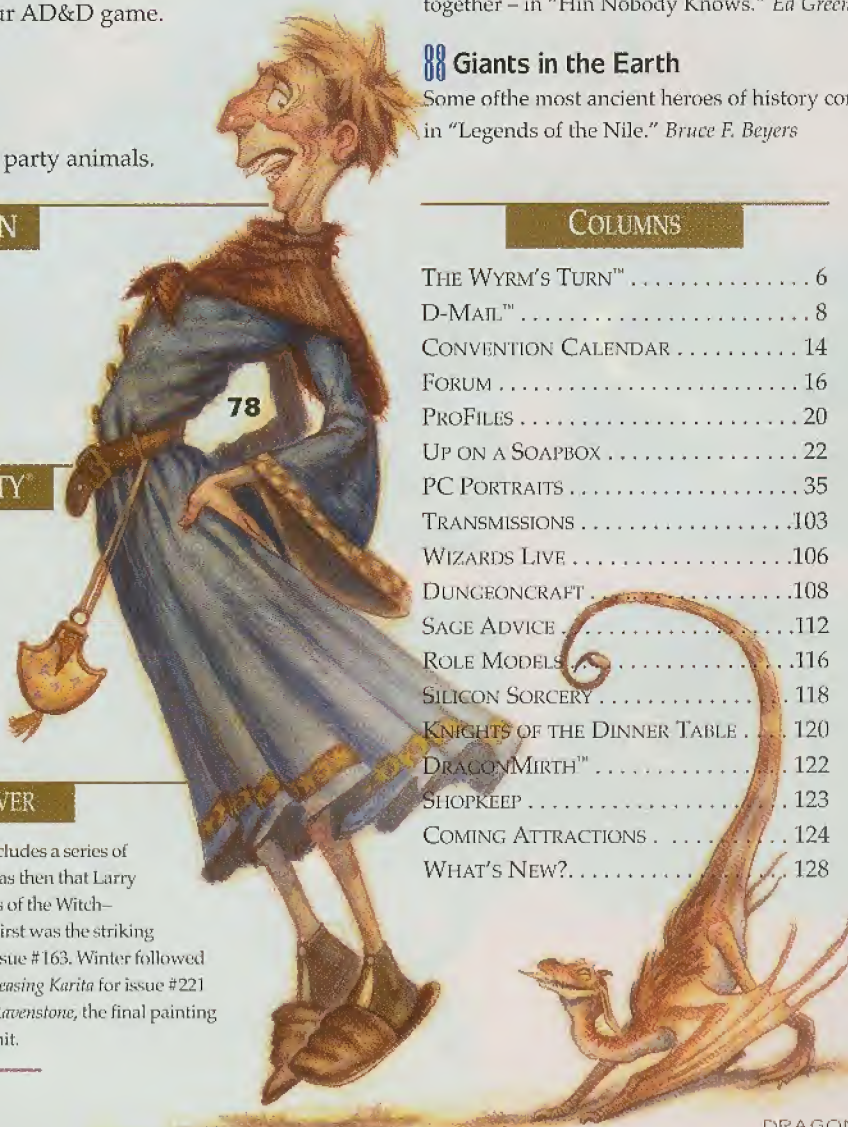 ur AD&D game.
party animals.
N
TY®
VER
cludes a series of
as then that Larry
s of the Witch–
irst was the striking
sue #163. Winter followed
easing Karita for issue #221
avenstone, the final painting
nit.
78
together – in “Hin Nobody Knows.” Ed Green
88 Giants in the Earth
Some ofthe most ancient heroes of history co
in “Legends of the Nile.” Bruce F. Beyers
COLUMNS
THE WYRM’S TURN™ . . . . . . . . . . . . . . . . 6
D-MAIL™ . . . . . . . . . . . . . . . . . . . . . . . . . 8
CONVENTION CALENDAR . . . . . . . . . . 14
FORUM . . . . . . . . . . . . . . . . . . . . . . . . . . 16
PROFILES . . . . . . . . . . . . . . . . . . . . . . . . 20
UP ON A SOAPBOX . . . . . . . . . . . . . . . . 22
PC PORTRAITS . . . . . . . . . . . . . . . . . . . . 35
TRANSMISSIONS . . . . . . . . . . . . . . . . . .103
WIZARDS LIVE . . . . . . . . . . . . . . . . . . .106
DUNGEONCRAFT . . . . . . . . . . . . . . . . .108
SAGE ADVICE . . . . . . . . . . . . . . . . . . . .112
ROLE MODELS . . . . . . . . . . . . . . . . . . .116
SILICON SORCERY . . . . . . . . . . . . . . . . 118
KNIGHTS OF THE DINNER TABLE . . . . 120
DRAGONMIRTH™ . . . . . . . . . . . . . . . . . 122
SHOPKEEP . . . . . . . . . . . . . . . . . . . . . . 123
COMING ATTRACTIONS . . . . . . . . . . . 124
WHAT’S NEW?. . . . . . . . . . . . . . . . . . . 128
DRAGON